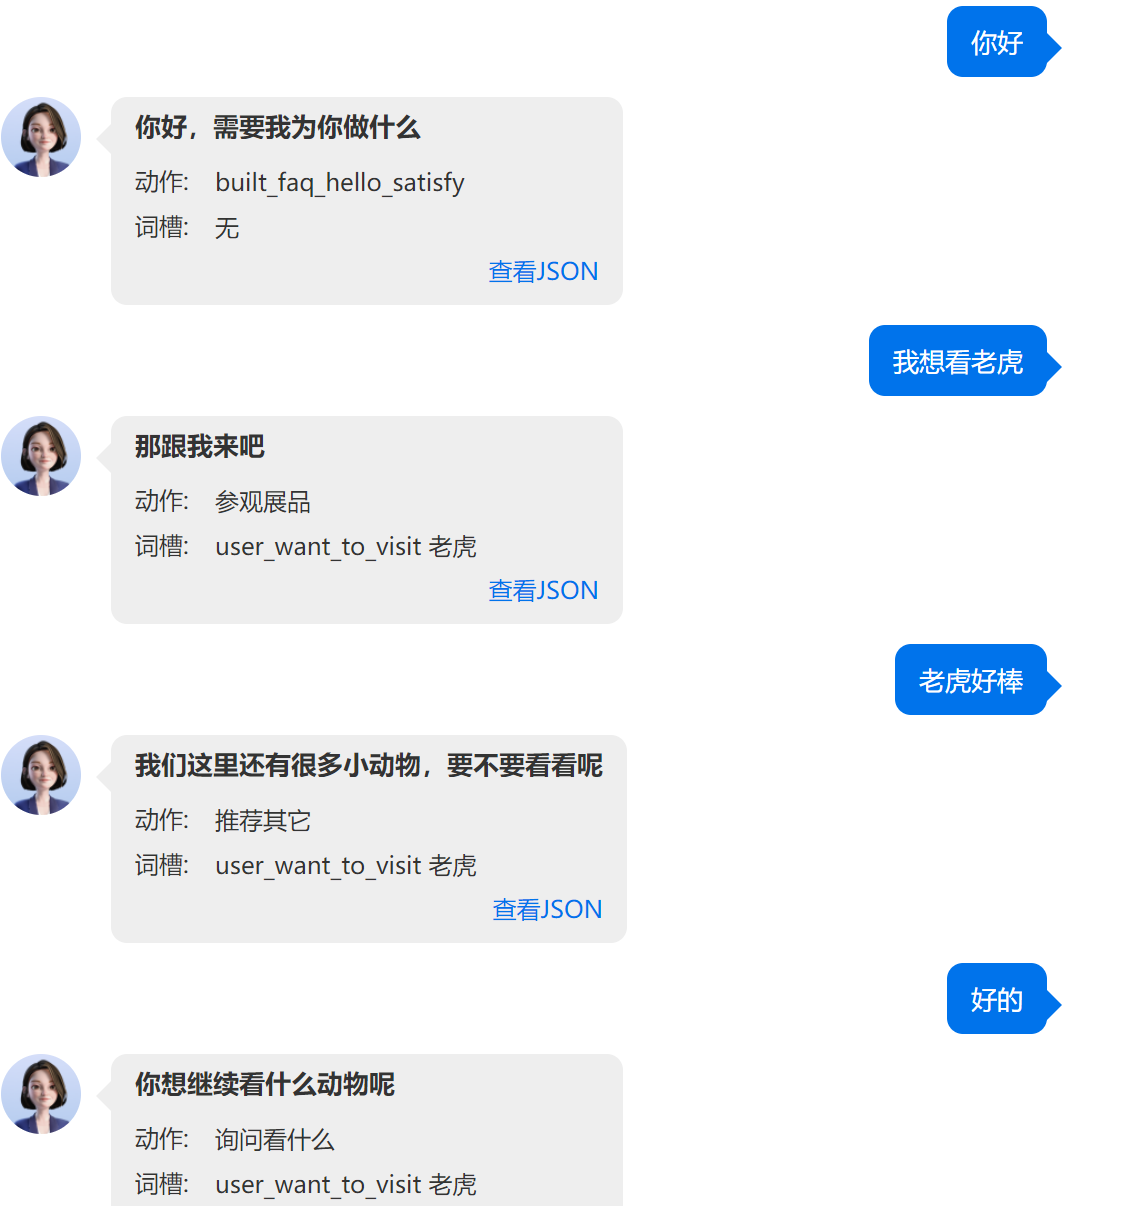 你好
你好，需要我为你做什么
动作: built_faq_hello_satisfy
词槽: 无
查看JSON
我想看老虎
那跟我来吧
动作: 参观展品
词槽: user_want_to_visit 老虎
查看JSON
老虎好棒
我们这里还有很多小动物，要不要看看呢
动作: 推荐其它
词槽: user_want_to_visit 老虎
查看JSON
好的
你想继续看什么动物呢
动作: 询问看什么
词槽: user_want_to_visit 老虎